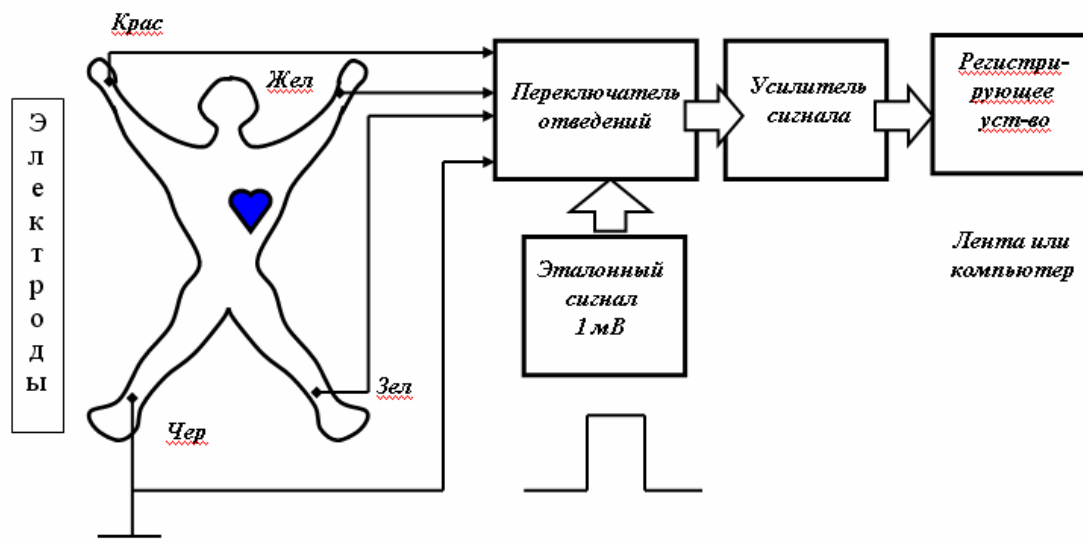 Крас
Жел
Э
л
е
к
т
р
о
д
ы
Переключатель
отведений
Усилитель
сигнала
Регистри-
рующее
уст-во
Эталонный
сигнал
1 мВ
Лента или
компьютер
Зел
Чер